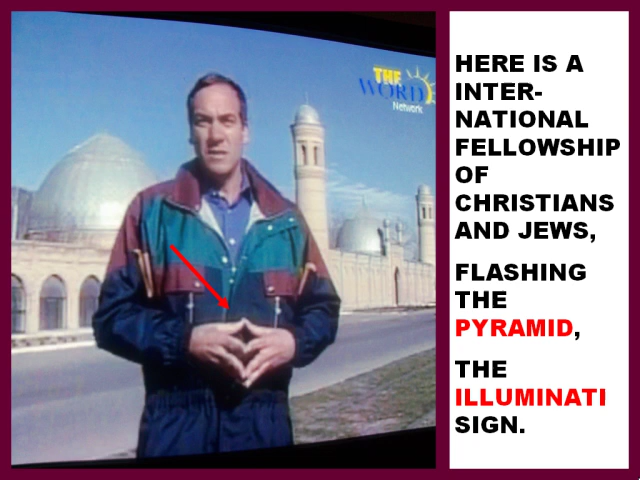 THE
WORD
Network
HERE IS A
INTER-
NATIONAL
FELLOWSHIP
OF
CHRISTIANS
AND JEWS,
FLASHING
THE
PYRAMID,
THE
ILLUMINATI
SIGN.